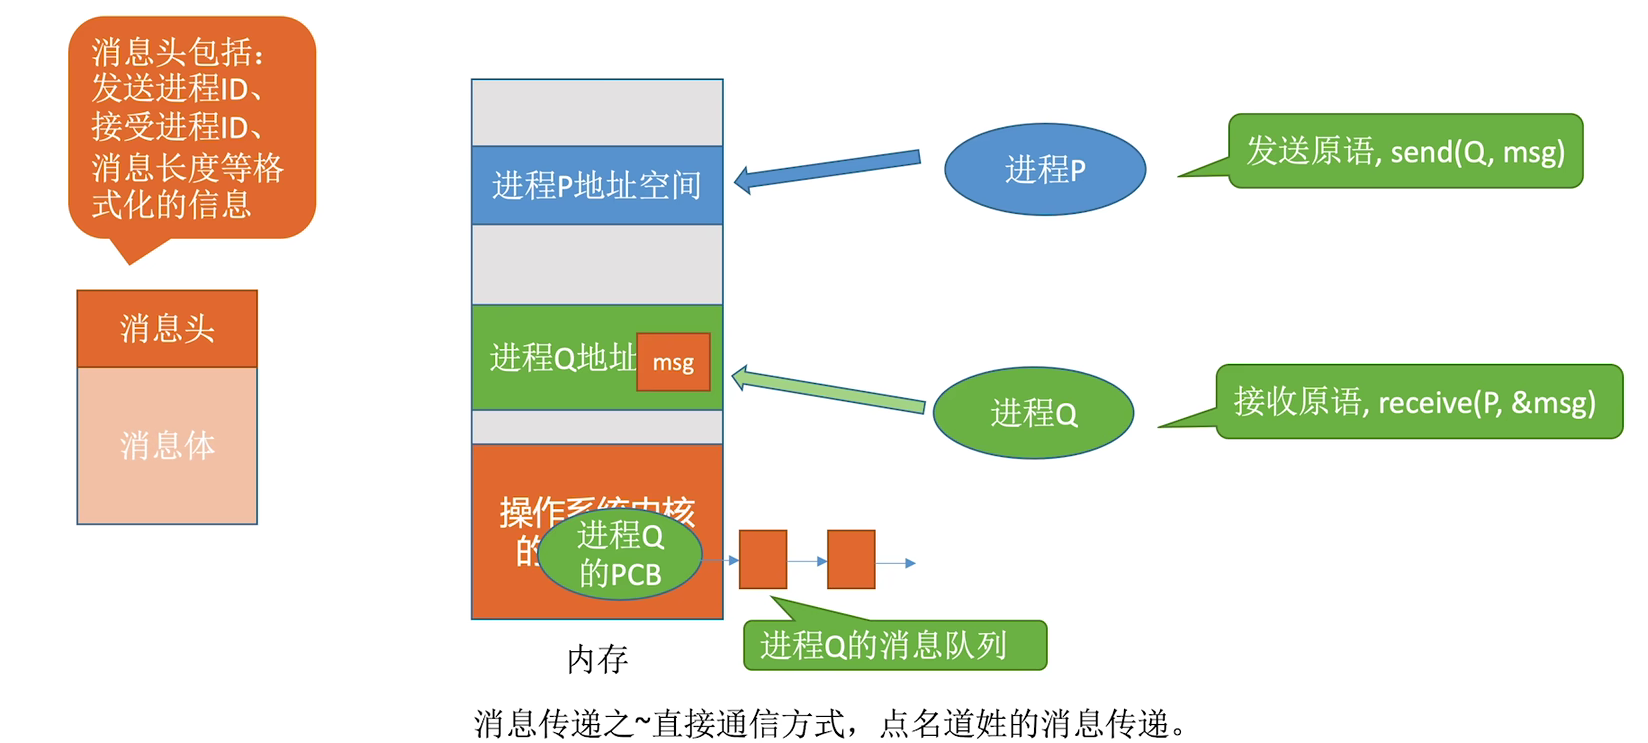 消息头包括:
发送进程ID、
接受进程ID、
消息长度等格
式化的信息
消息头
消息体
进程P地址空间
进程Q地址
msg
操作系统内核
的
进程Q
的PCB
内存
进程P
发送原语, send(Q, msg)
进程Q
接收原语, receive(P, &msg)
进程Q的消息队列
消息传递之~直接通信方式，点名道姓的消息传递。